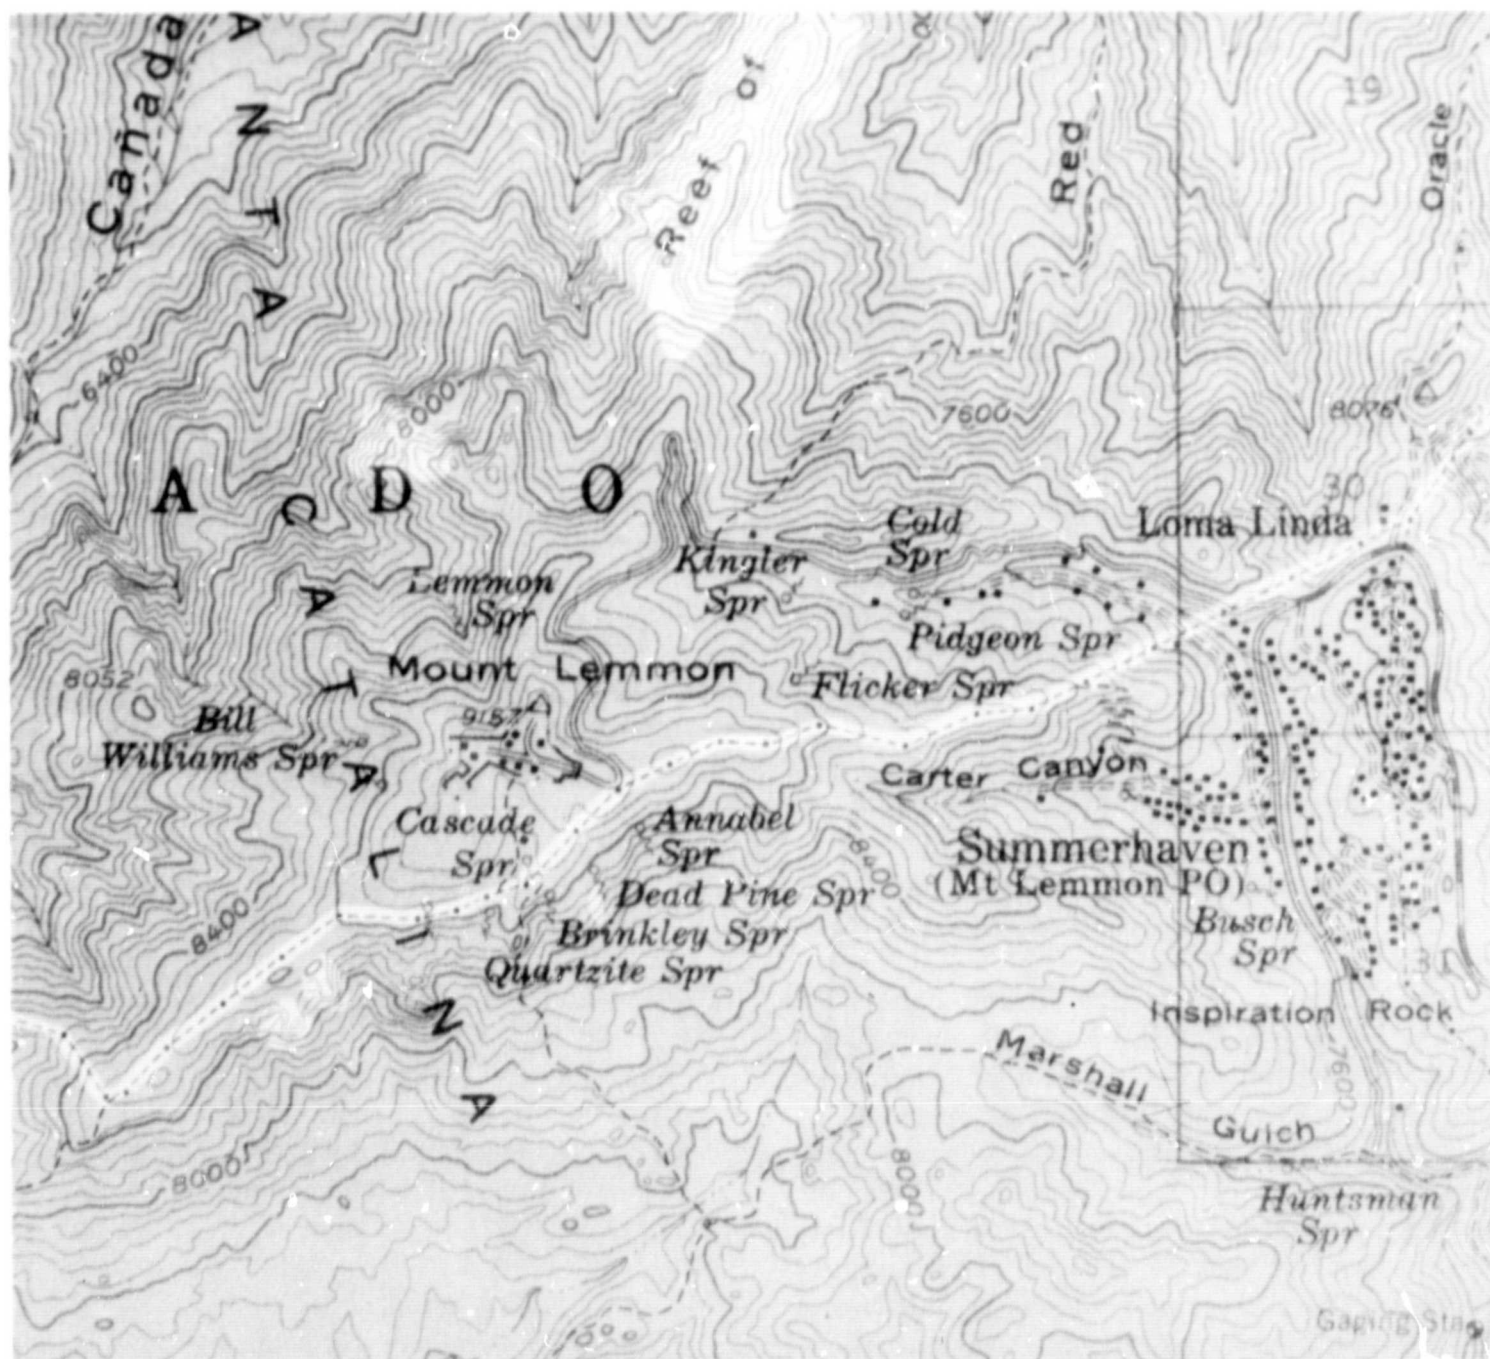 Cañada
Reef of
Red
Oracle
19
6400
8000
7600
8076
A D O
30
Loma Linda
Cold
Spr
Kingler
Spr
Lemmon
Spr
Pidgeon Spr
Mount Lemmon
Flicker Spr
8052
Bill
Williams Spr
9157
Carter Canyon
Cascade
Spr
Annabel
Spr
8400
Summerhaven
(Mt Lemmon PO)
Dead Pine Spr
Busch
Spr
8400
Brinkley Spr
Quartzite Spr
31
Inspiration Rock
Marshall
Gulch
7600
8000
8000
Huntsman
Spr
Gaging Sta
A N T A C A T A L I N A